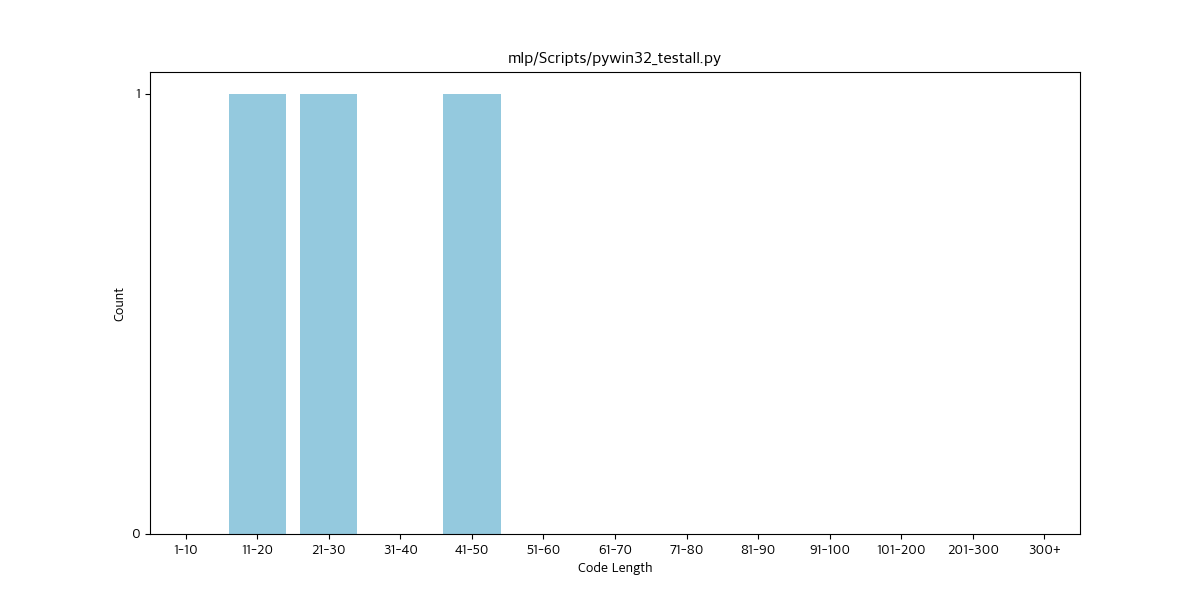 mlp/Scripts/pywin32_testall.py
1
Count
0
1-10 11-20 21-30 31-40 41-50 51-60 61-70 71-80 81-90 91-100 101-200 201-300 300+
Code Length